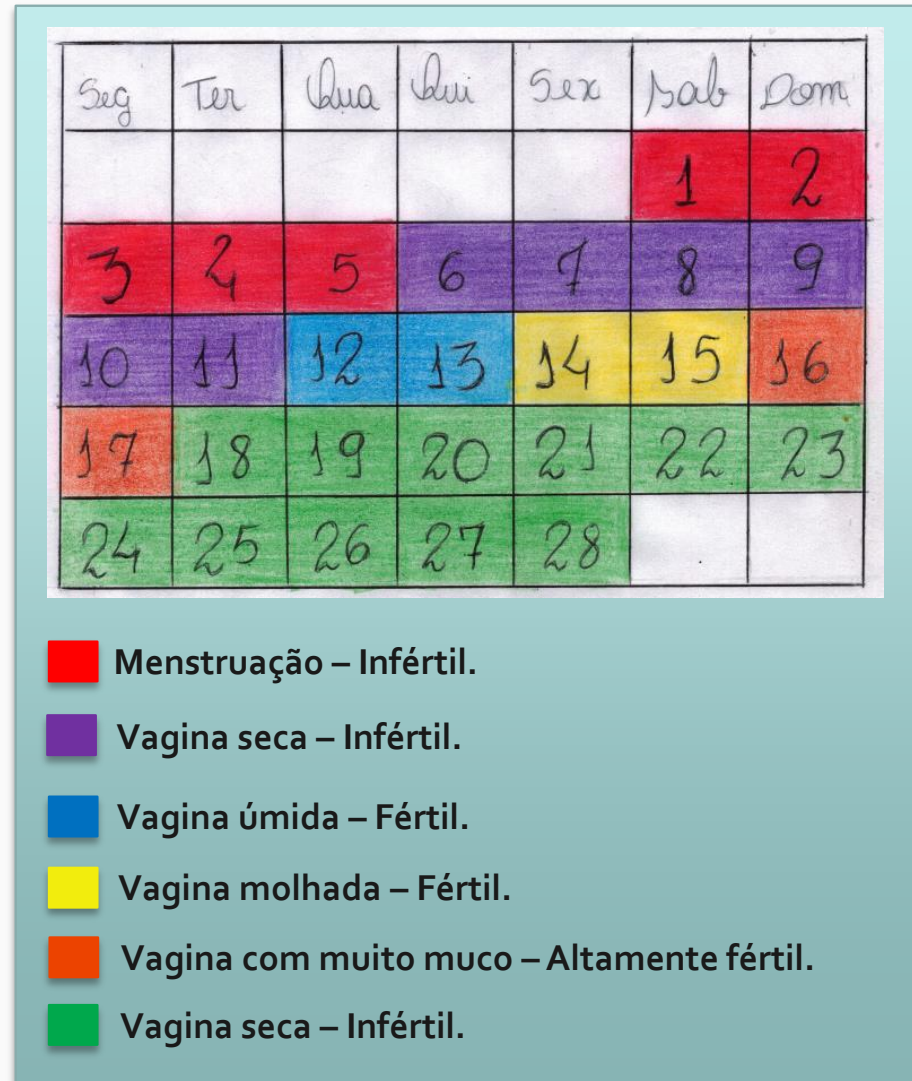 Seg Ter Qua Qui Sex Sab Dom
1 2
3 4 5 6 7 8 9
10 11 12 13 14 15 16
17 18 19 20 21 22 23
24 25 26 27 28
Menstruação – Infértil.
Vagina seca – Infértil.
Vagina úmida – Fértil.
Vagina molhada – Fértil.
Vagina com muito muco – Altamente fértil.
Vagina seca – Infértil.